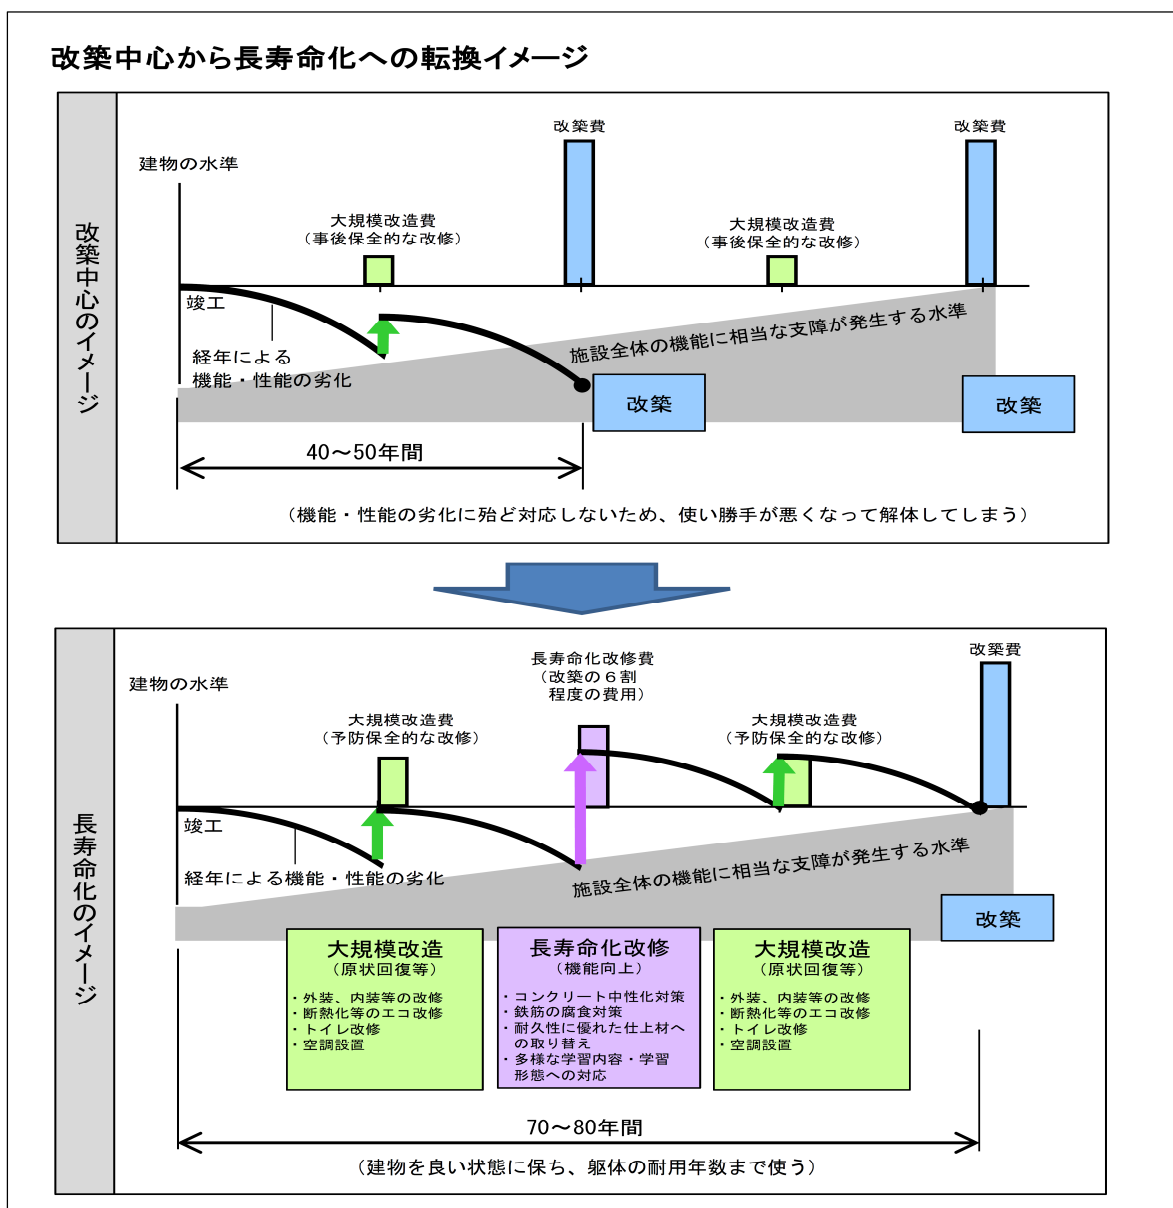 改築中心から長寿命化への転換イメージ
改築中心のイメージ
建物の水準
改築費
改築費
大規模改造費
（事後保全的な改修）
大規模改造費
（事後保全的な改修）
竣工
経年による
機能・性能の劣化
施設全体の機能に相当な支障が発生する水準
改築
改築
40～50年間
（機能・性能の劣化に殆ど対応しないため、使い勝手が悪くなって解体してしまう）
長寿命化のイメージ
建物の水準
長寿命化改修費
（改築の６割
程度の費用）
改築費
大規模改造費
（予防保全的な改修）
大規模改造費
（予防保全的な改修）
竣工
経年による機能・性能の劣化
施設全体の機能に相当な支障が発生する水準
改築
大規模改造
（原状回復等）
・外装、内装等の改修
・断熱化等のエコ改修
・トイレ改修
・空調設置
長寿命化改修
（機能向上）
・コンクリート中性化対策
・鉄筋の腐食対策
・耐久性に優れた仕上材へ
の取り替え
・多様な学習内容・学習
形態への対応
大規模改造
（原状回復等）
・外装、内装等の改修
・断熱化等のエコ改修
・トイレ改修
・空調設置
70～80年間
（建物を良い状態に保ち、躯体の耐用年数まで使う）